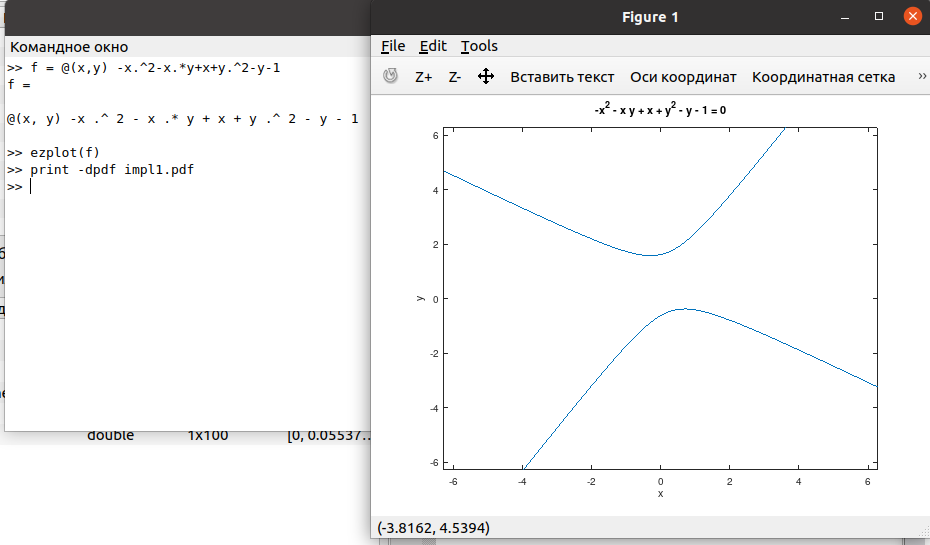 Командное окно
>> f = @(x,y) -x.^2-x.*y+x+y.^2-y-1
f =
@(x, y) -x .^ 2 - x .* y + x + y .^ 2 - y - 1
>> ezplot(f)
>> print -dpdf impl1.pdf
>>
double 1x100 [0, 0.05537...
Figure 1
File Edit Tools
Z+ Z- Вставить текст Оси координат Координатная сетка »
-x² - x y + x + y² - y - 1 = 0
6
4
2
0
-2
-4
-6
y
-6 -4 -2 0 2 4 6
x
(-3.8162, 4.5394)